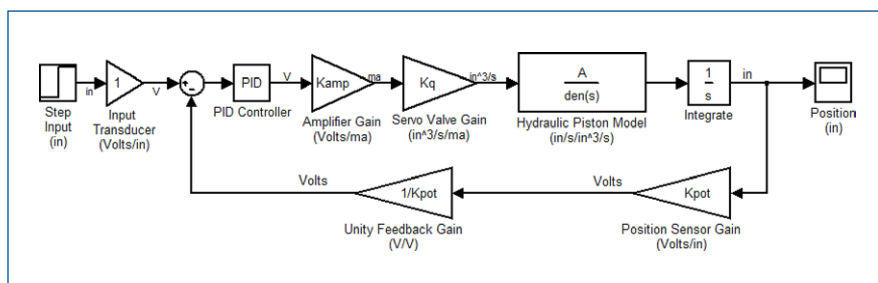 Step
Input
(in)
in
1
Input
Transducer
(Volts/in)
V
PID
PID Controller
V
Kamp
Amplifier Gain
(Volts/ma)
ma
Kq
Servo Valve Gain
(in^3/s/ma)
in^3/s
A
den(s)
Hydraulic Piston Model
(in/s/in^3/s)
1
s
Integrate
in
Position
(in)
Volts
1/Kpot
Unity Feedback Gain
(V/V)
Volts
Kpot
Position Sensor Gain
(Volts/in)